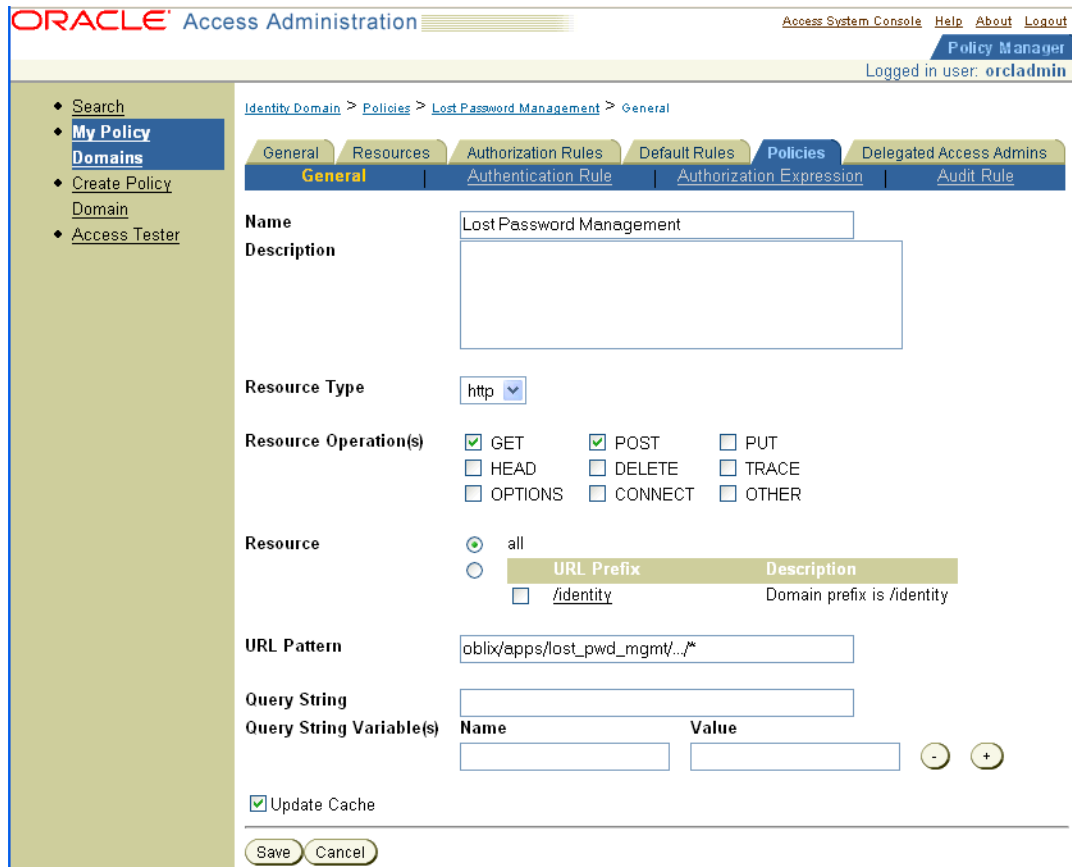 ORACLE Access Administration
Access System Console Help About Logout
Policy Manager
Logged in user: orcladmin
Search
My Policy
Domains
Create Policy
Domain
Access Tester
Identity Domain > Policies > Lost Password Management > General
General Resources Authorization Rules Default Rules Policies Delegated Access Admins
General | Authentication Rule | Authorization Expression | Audit Rule
Name Lost Password Management
Description
Resource Type http
Resource Operation(s) GET POST PUT
HEAD DELETE TRACE
OPTIONS CONNECT OTHER
Resource all
URL Prefix Description
/identity Domain prefix is /identity
URL Pattern oblix/apps/lost_pwd_mgmt/.../*
Query String
Query String Variable(s) Name Value
- +
Update Cache
Save Cancel